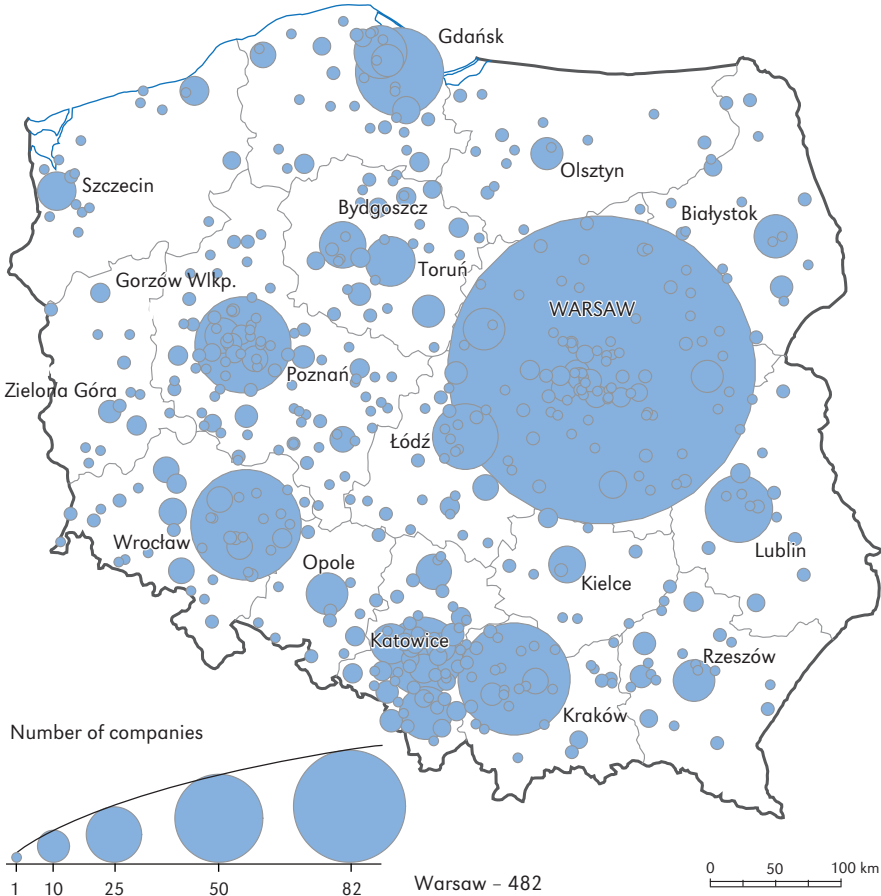 Gdańsk
Olsztyn
Szczecin
Białystok
Bydgoszcz
Toruń
Gorzów Wlkp.
WARSAW
Poznań
Zielona Góra
Łódź
Wrocław
Lublin
Opole
Kielce
Katowice
Rzeszów
Kraków
Number of companies
1 10 25 50 82
Warsaw – 482
0 50 100 km